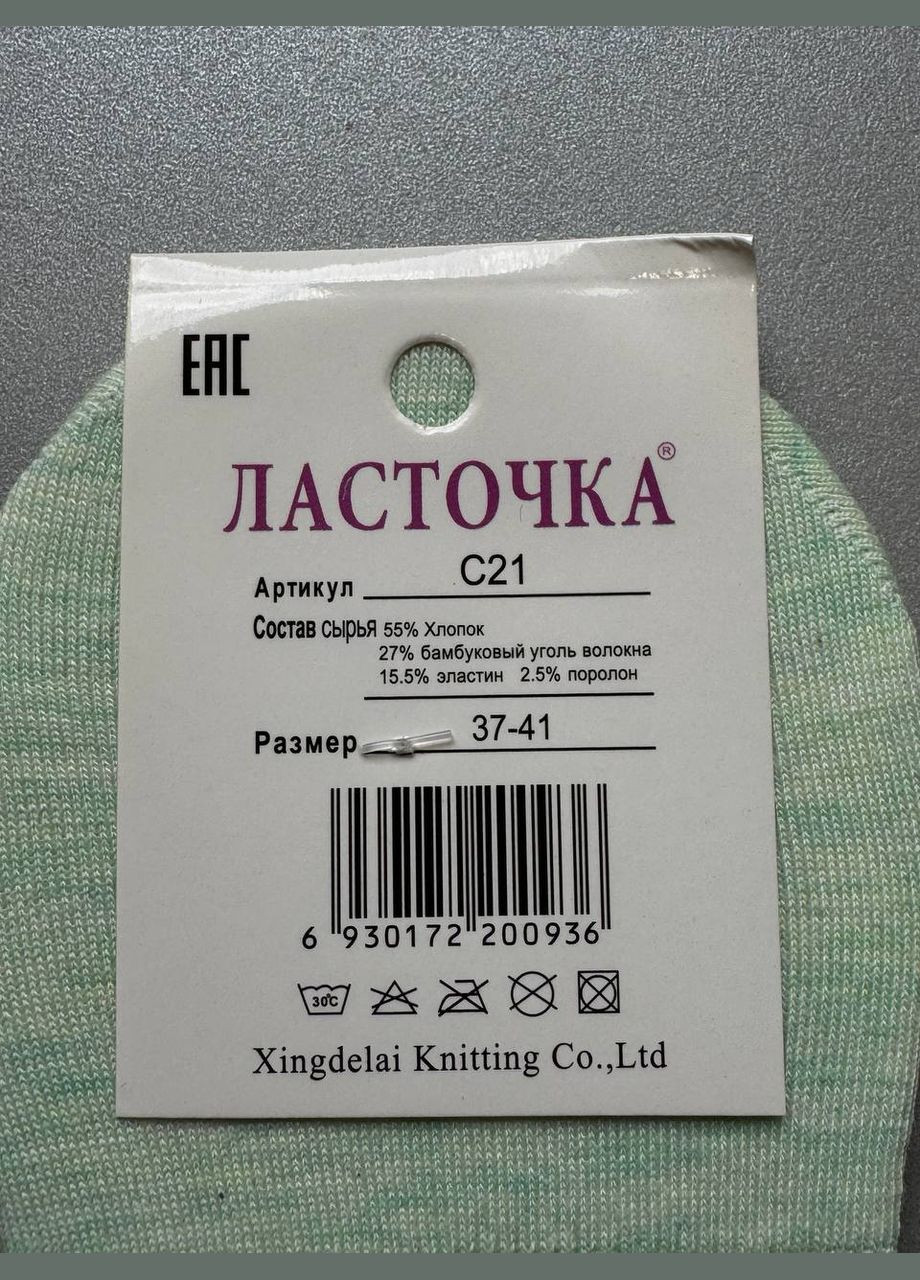 EAC
ЛАСТОЧКА®
Артикул C21
Состав сырья 55% Хлопок
27% бамбуковый уголь волокна
15.5% эластин 2.5% поролон
Размер 37-41
6 930172 200936
30°C
Xingdelai Knitting Co.,Ltd